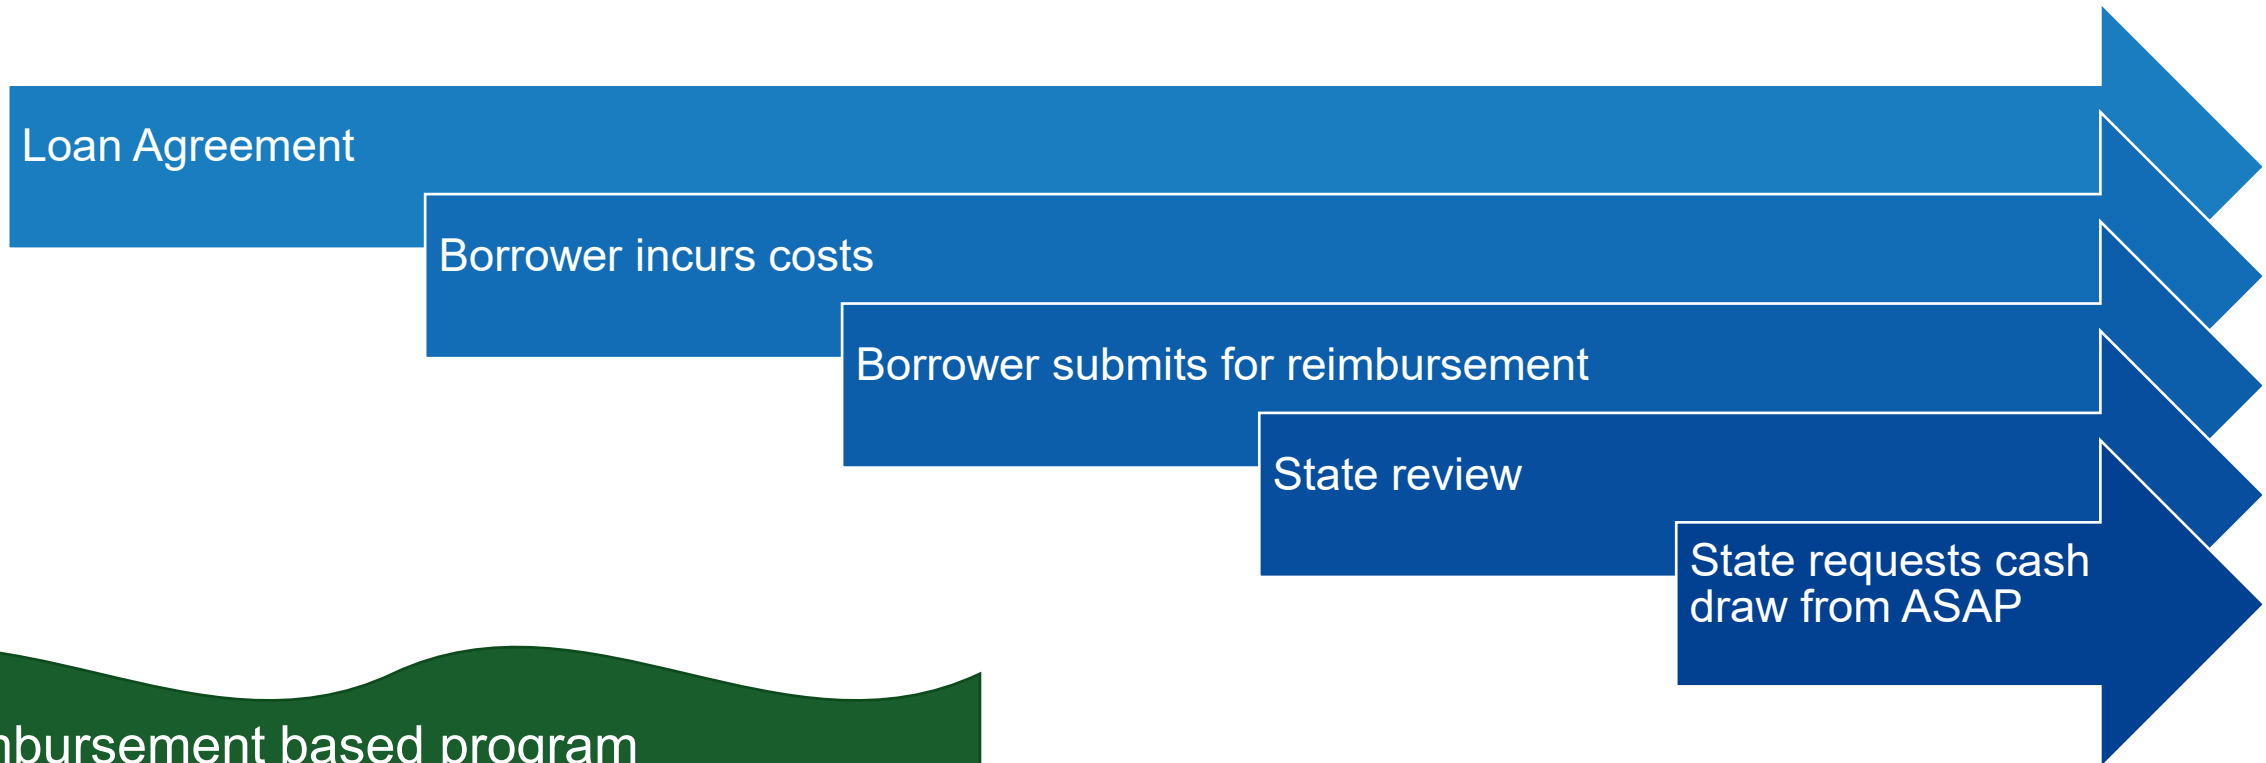 Loan Agreement
Borrower incurs costs
Borrower submits for reimbursement
State review
State requests cash
draw from ASAP
based program